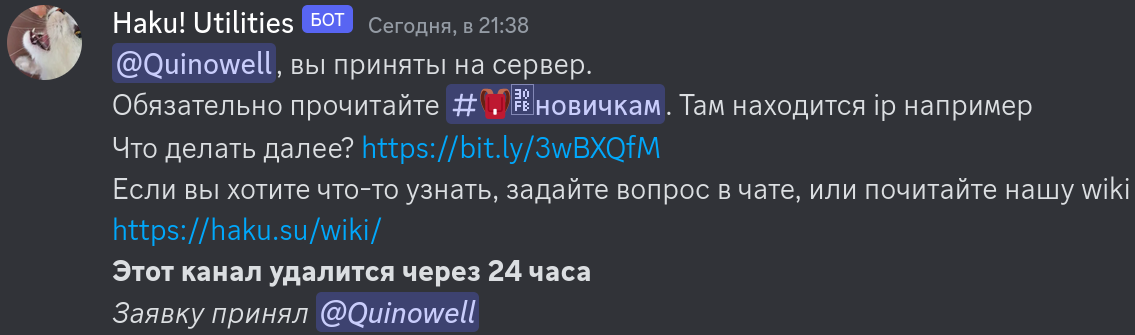 Haku! Utilities БОТ Сегодня, в 21:38
@Quinowell, вы приняты на сервер.
Обязательно прочитайте #🎒・новичкам. Там находится ip например
Что делать далее? https://bit.ly/3wBXQfM
Если вы хотите что-то узнать, задайте вопрос в чате, или почитайте нашу wiki
https://haku.su/wiki/
Этот канал удалится через 24 часа
Заявку принял @Quinowell